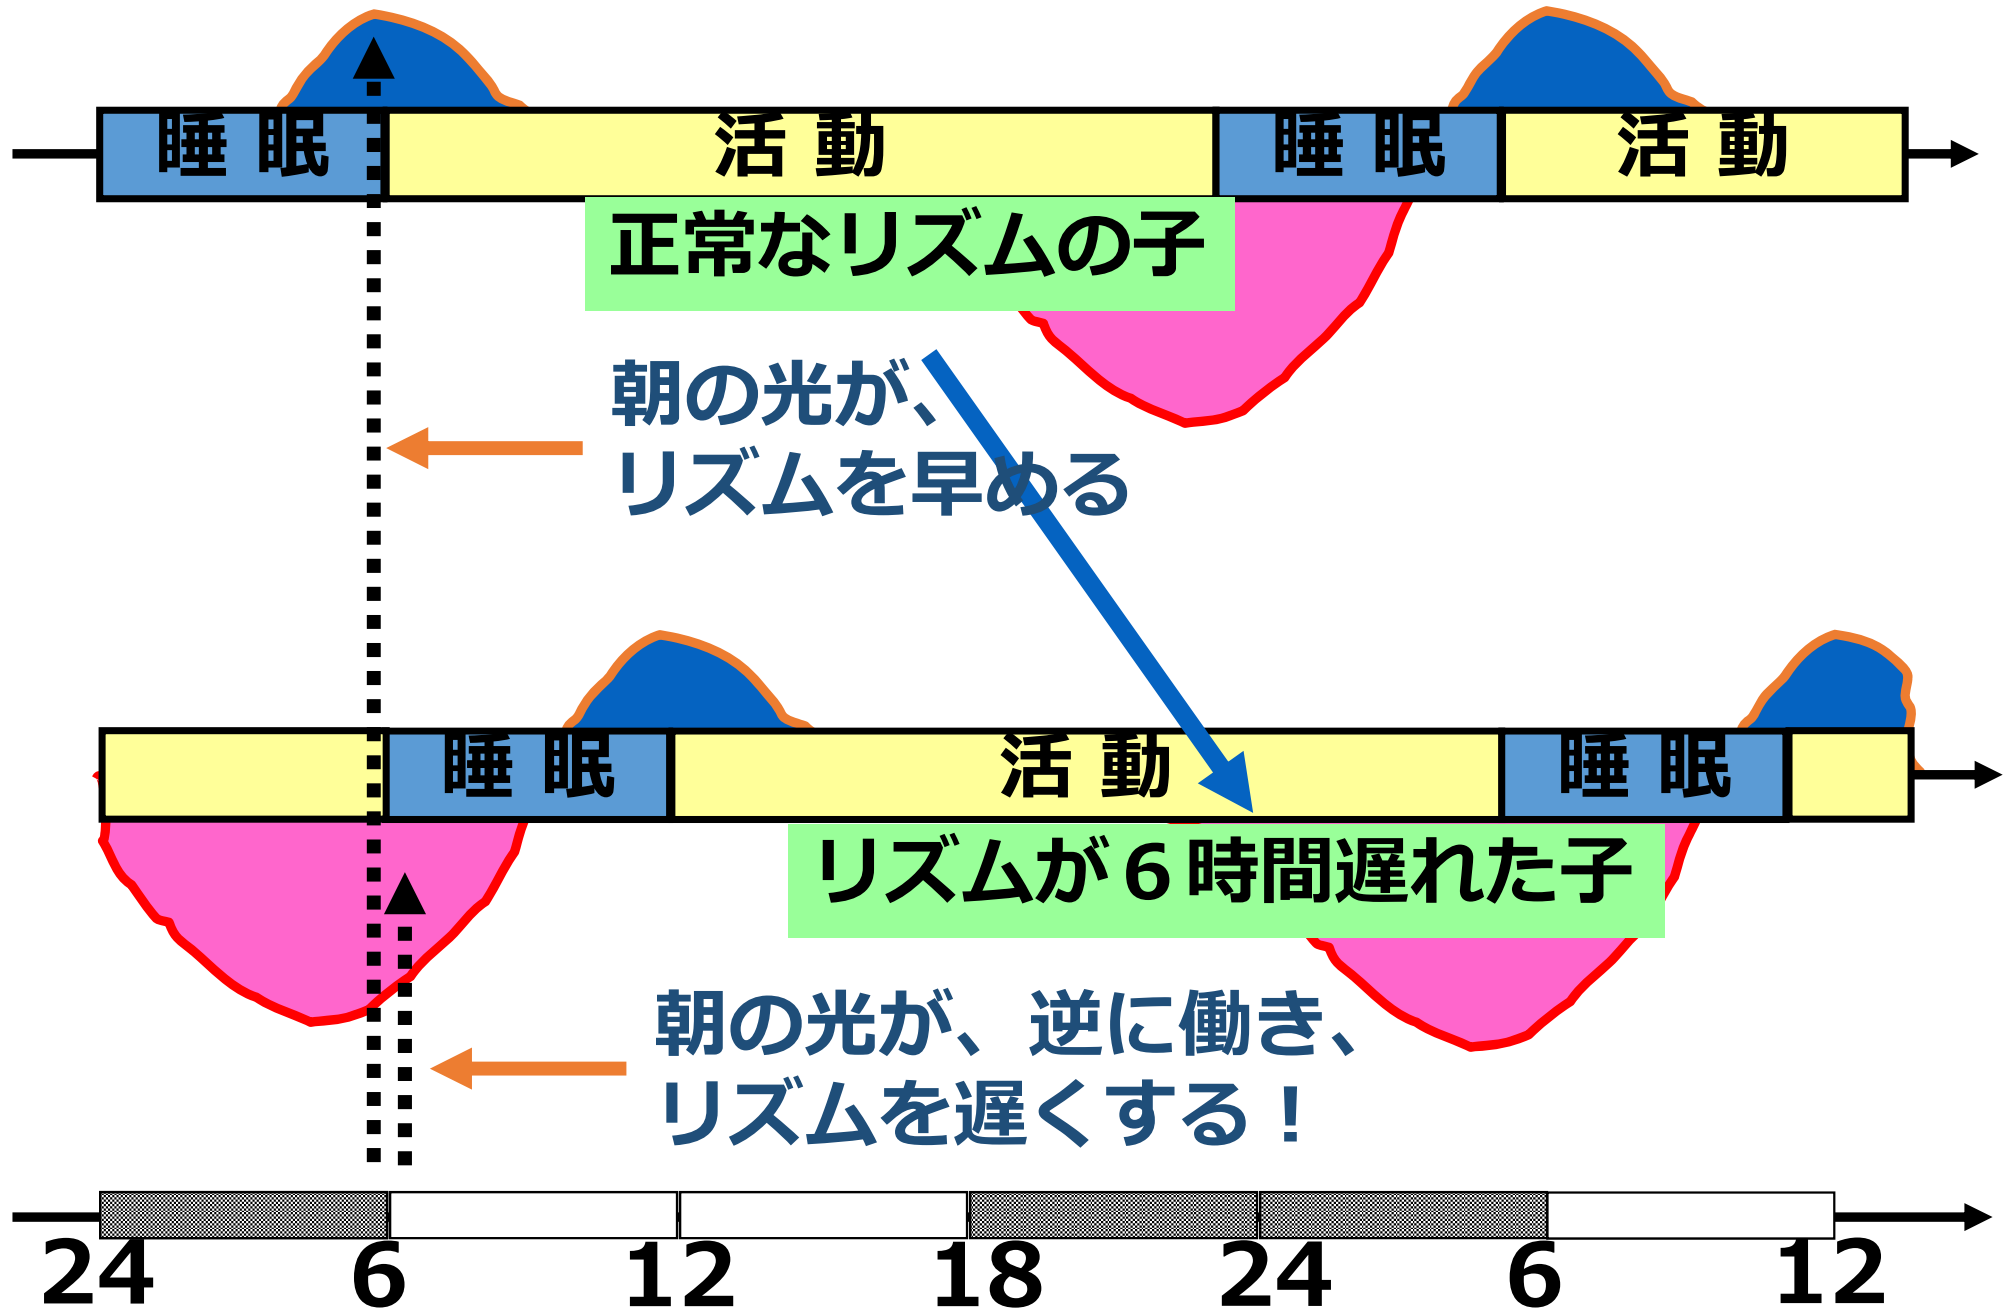 睡 眠 活 動 睡 眠 活 動
正常なリズムの子
朝の光が、
リズムを早める
睡 眠 活 動 睡 眠
リズムが６時間遅れた子
朝の光が、逆に働き、
リズムを遅くする！
24 6 12 18 24 6 12